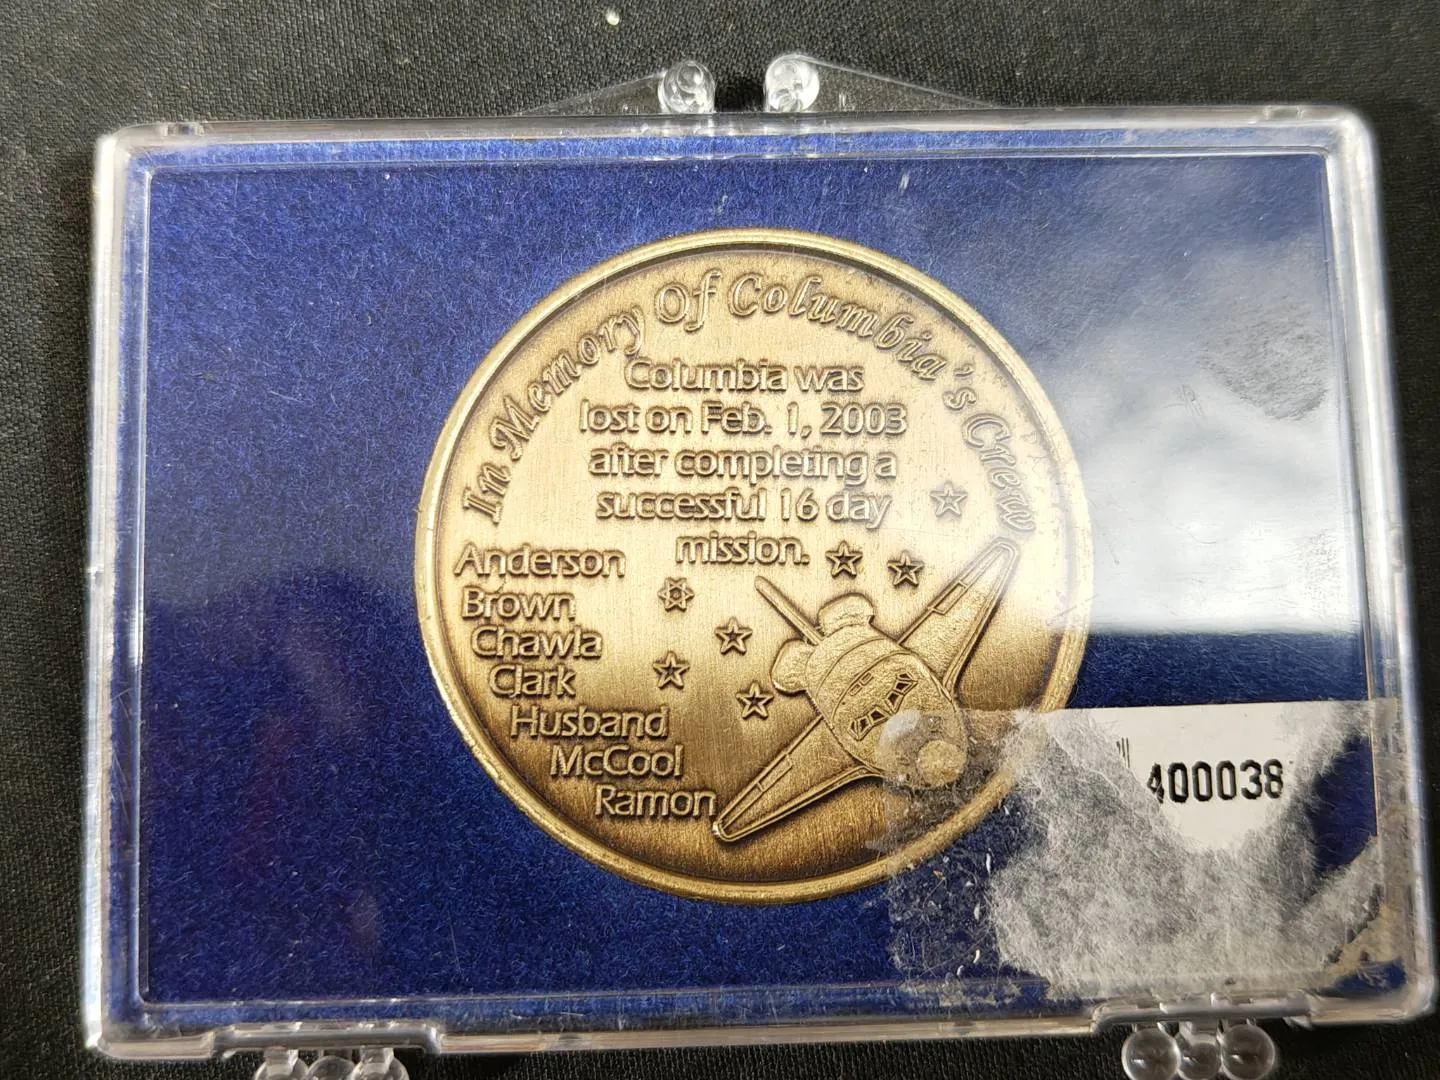 In Memory Of Columbia's Crew
Columbia was
lost on Feb. 1, 2003
after completing a
successful 16 day
mission.
Anderson
Brown
Chawla
Clark
Husband
McCool
Ramon
400038